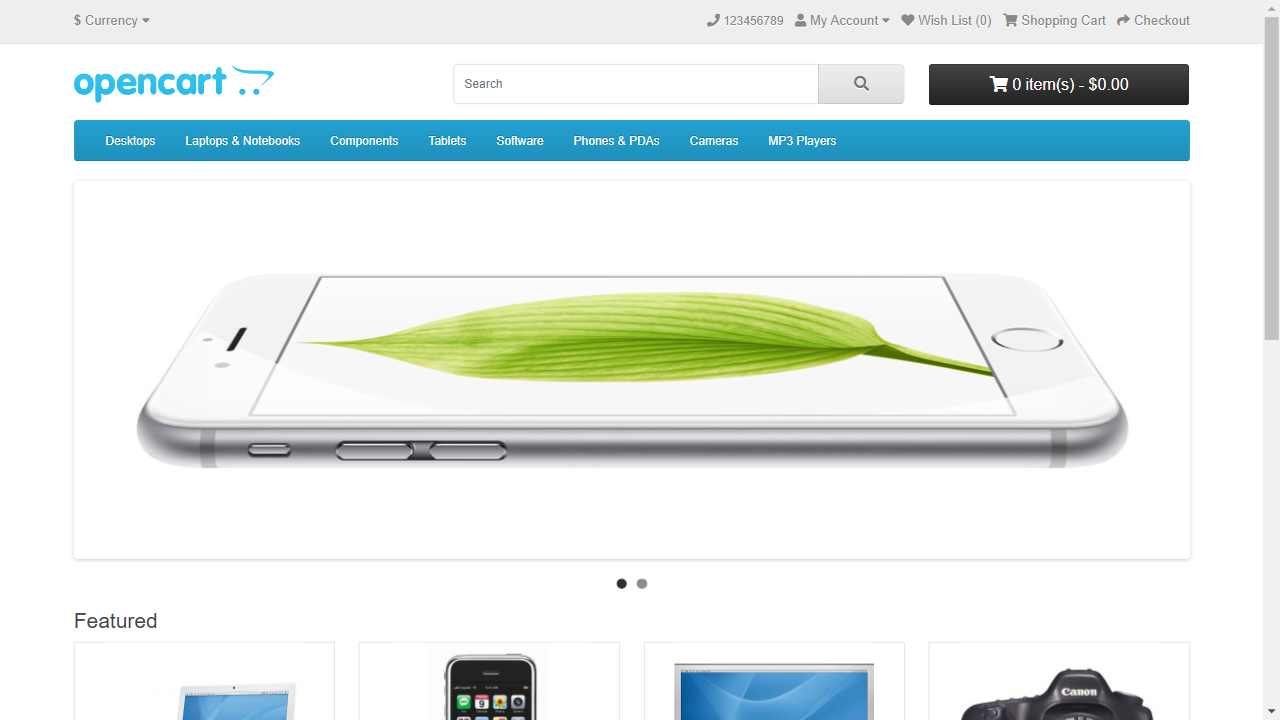 $ Currency
123456789 My Account Wish List (0) Shopping Cart Checkout
opencart
Search
0 item(s) - $0.00
Desktops Laptops & Notebooks Components Tablets Software Phones & PDAs Cameras MP3 Players
Featured
Canon